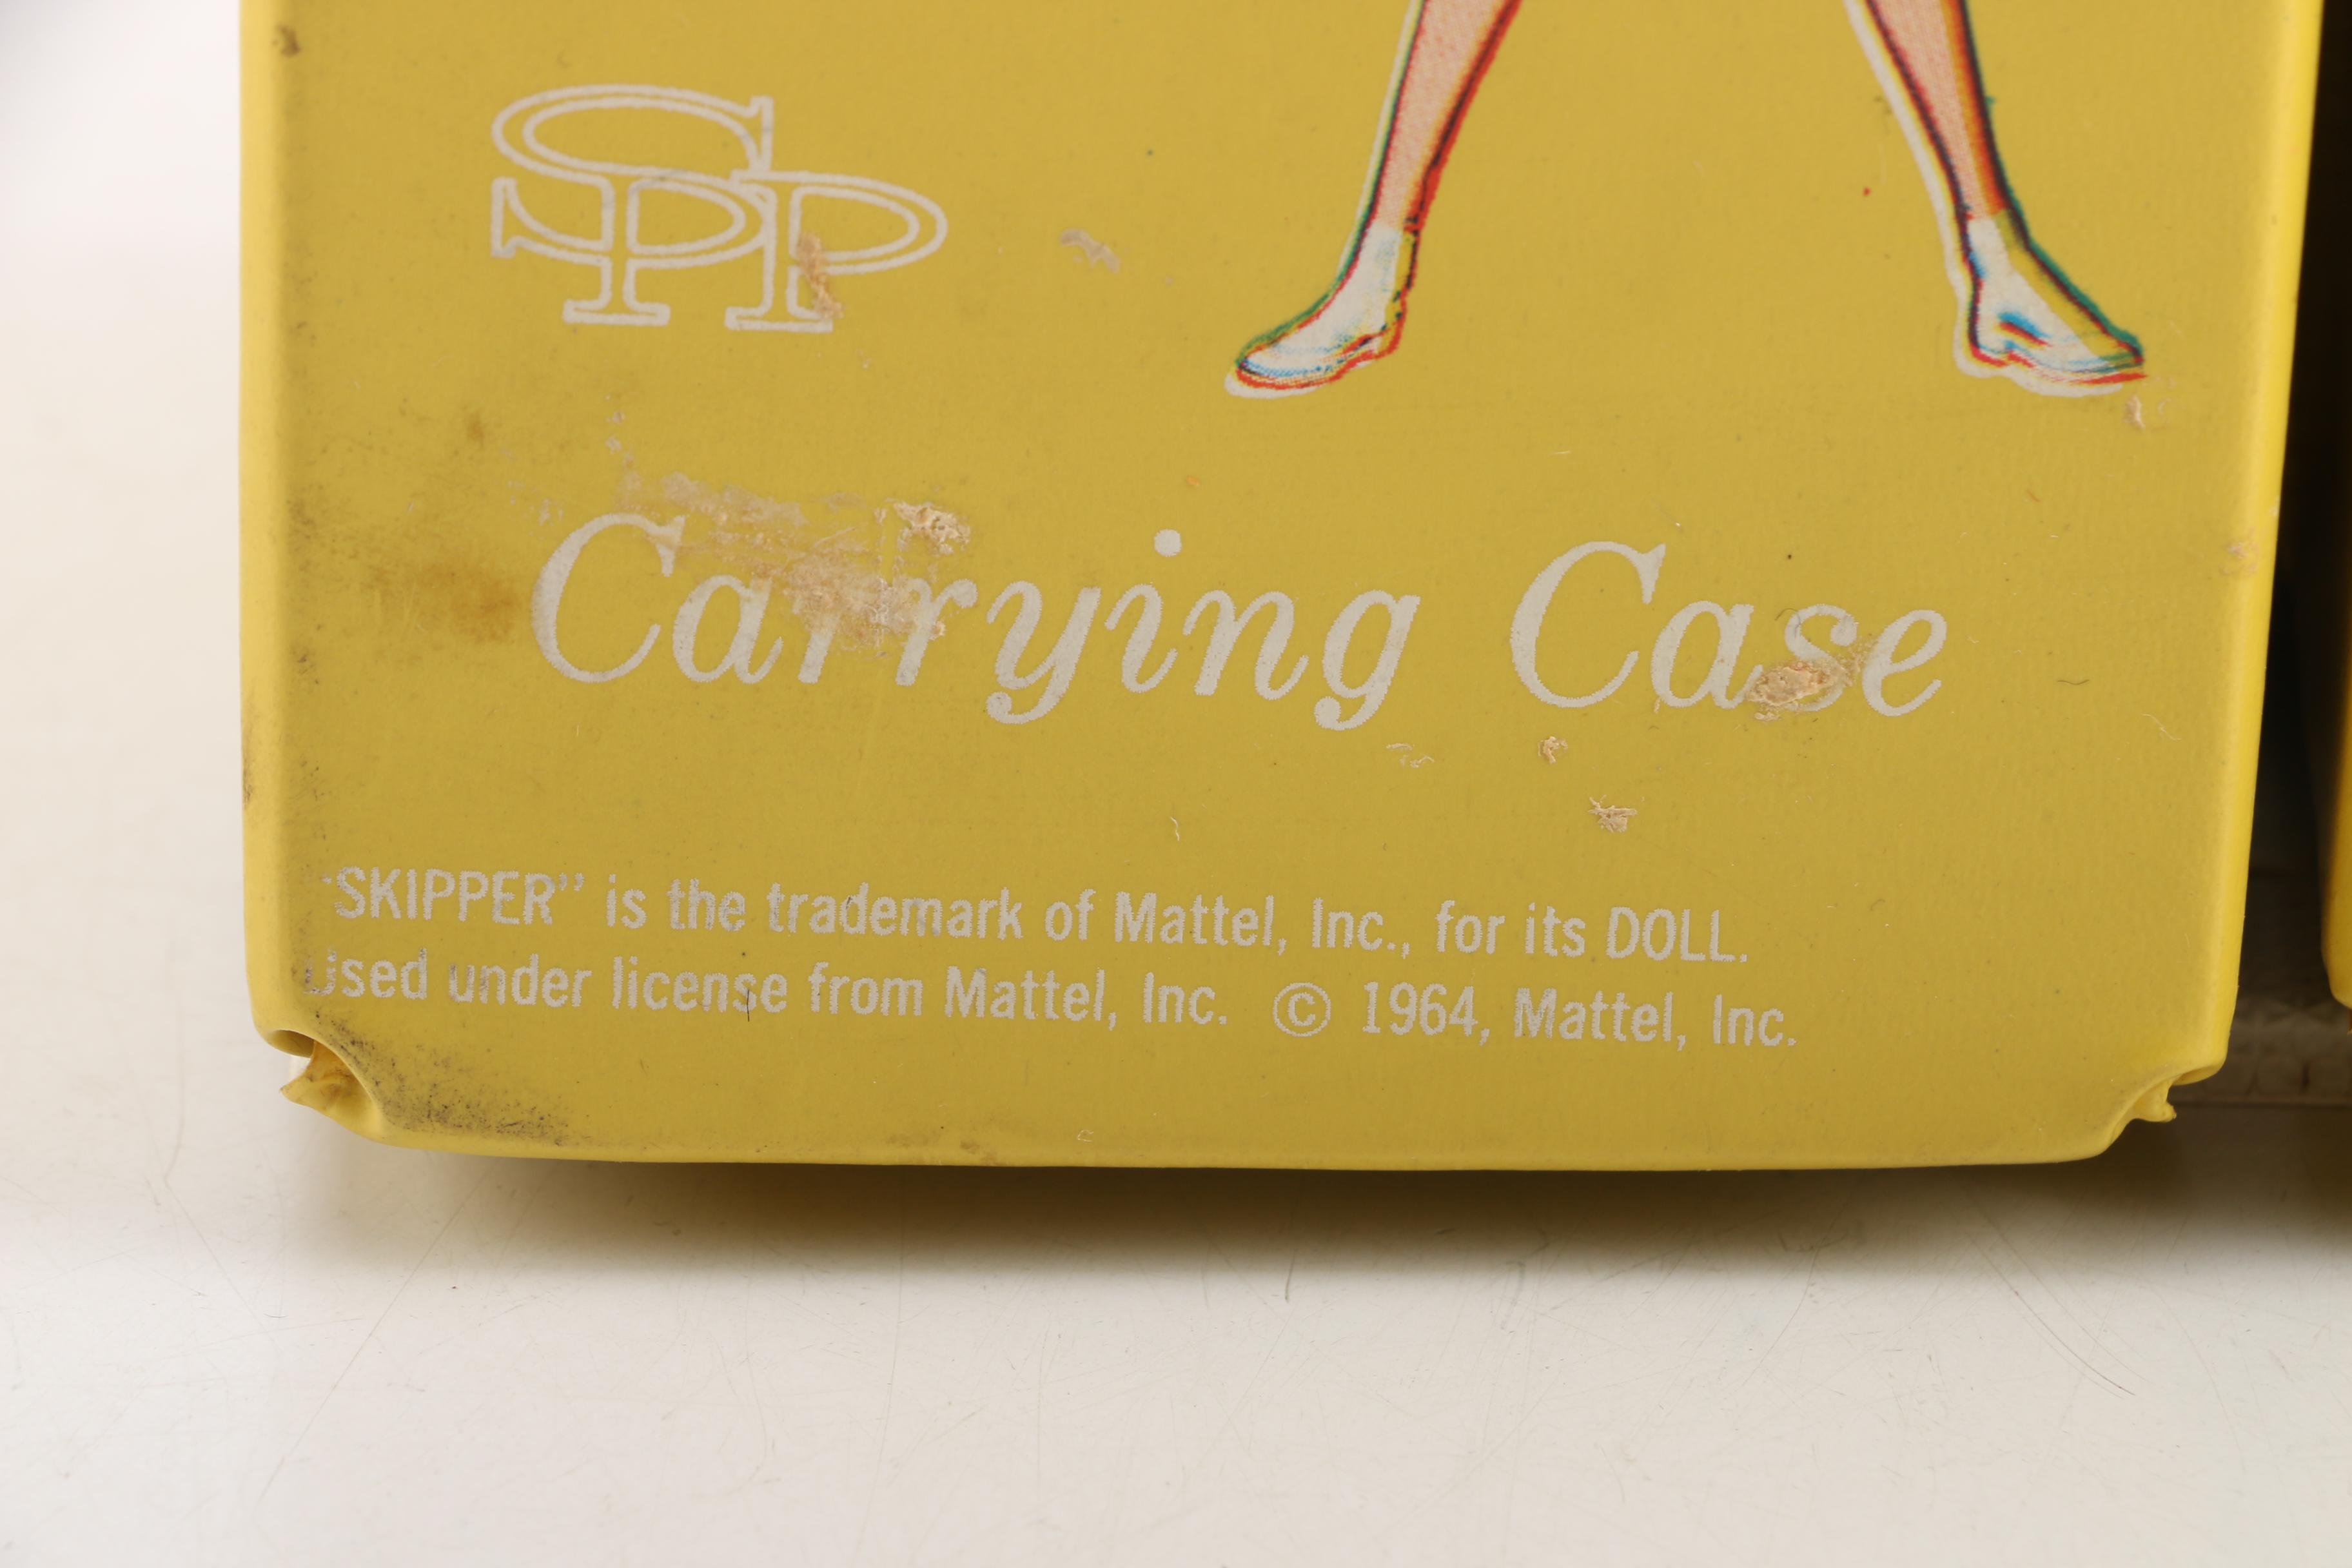 SPP
Carrying Case
"SKIPPER" is the trademark of Mattel, Inc., for its DOLL.
Used under license from Mattel, Inc. © 1964, Mattel, Inc.